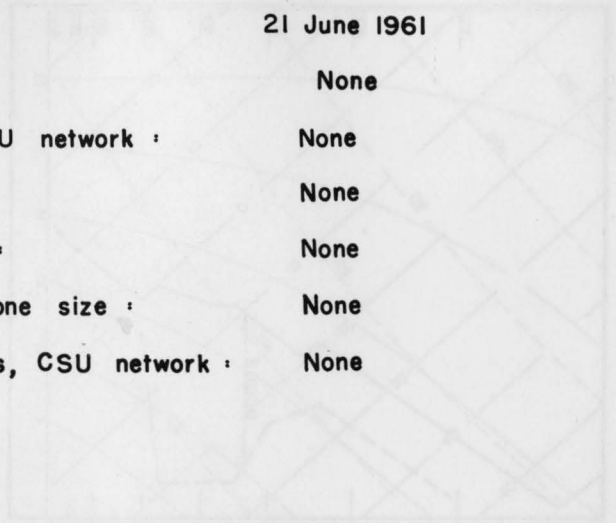 21 June 1961
None
U network : None
None
: None
one size : None
s, CSU network : None